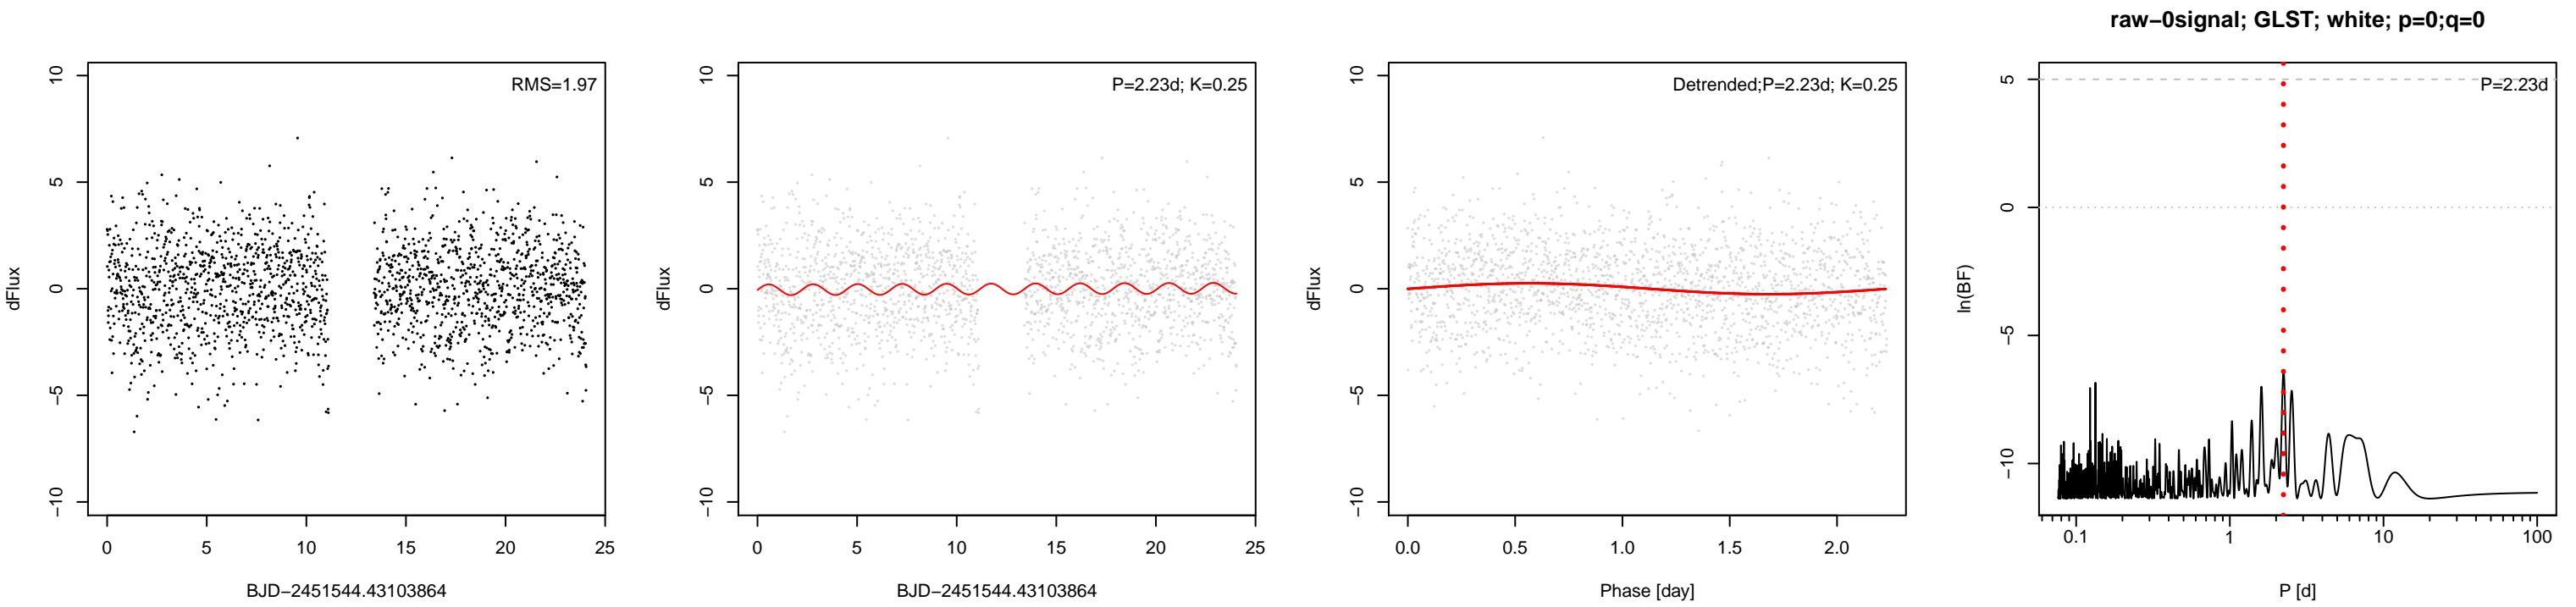 raw−0signal; GLST; white; p=0;q=0
RMS=1.97
dFlux
10
5
0
−5
−10
0 5 10 15 20 25
BJD−2451544.43103864
P=2.23d; K=0.25
dFlux
10
5
0
−5
−10
0 5 10 15 20 25
BJD−2451544.43103864
Detrended;P=2.23d; K=0.25
dFlux
10
5
0
−5
−10
0.0 0.5 1.0 1.5 2.0
Phase [day]
P=2.23d
ln(BF)
5
0
−5
−10
0.1 1 10 100
P [d]